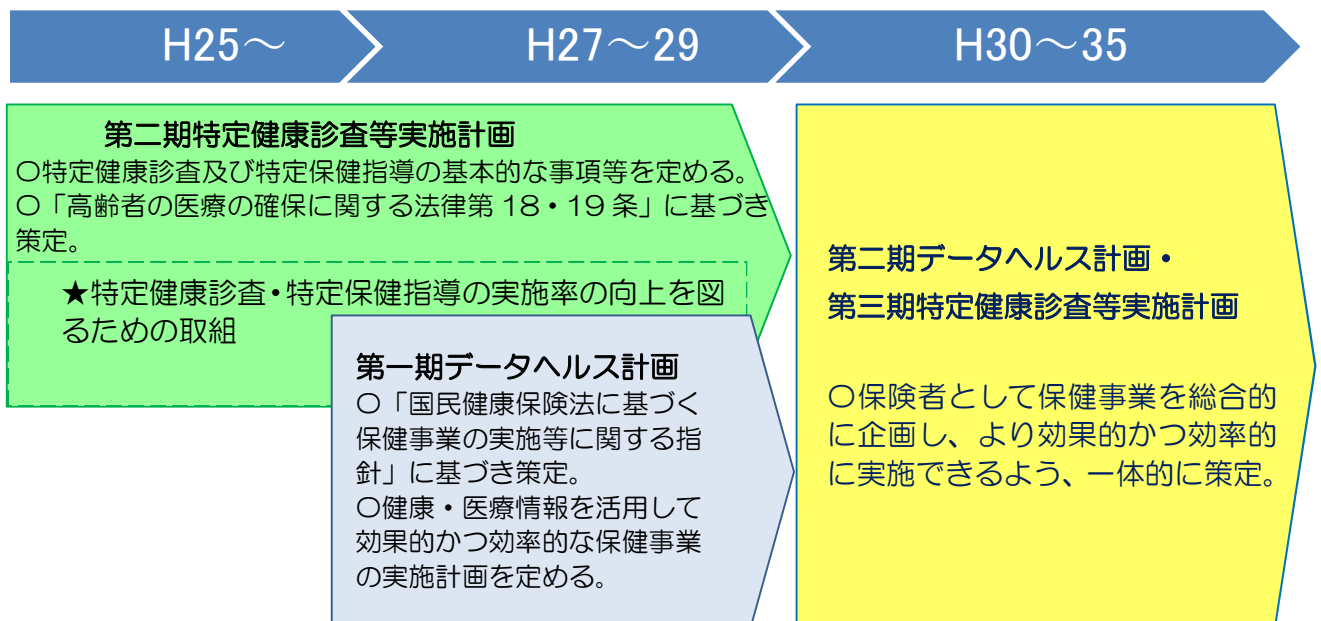 H25～
H27～29
H30～35
第二期特定健康診査等実施計画
〇特定健康診査及び特定保健指導の基本的な事項等を定める。
〇「高齢者の医療の確保に関する法律第 18・19 条」に基づき
策定。
★特定健康診査・特定保健指導の実施率の向上を図
るための取組
第一期データヘルス計画
〇「国民健康保険法に基づく
保健事業の実施等に関する指
針」に基づき策定。
〇健康・医療情報を活用して
効果的かつ効率的な保健事業
の実施計画を定める。
第二期データヘルス計画・
第三期特定健康診査等実施計画
〇保険者として保健事業を総合的
に企画し、より効果的かつ効率的
に実施できるよう、一体的に策定。